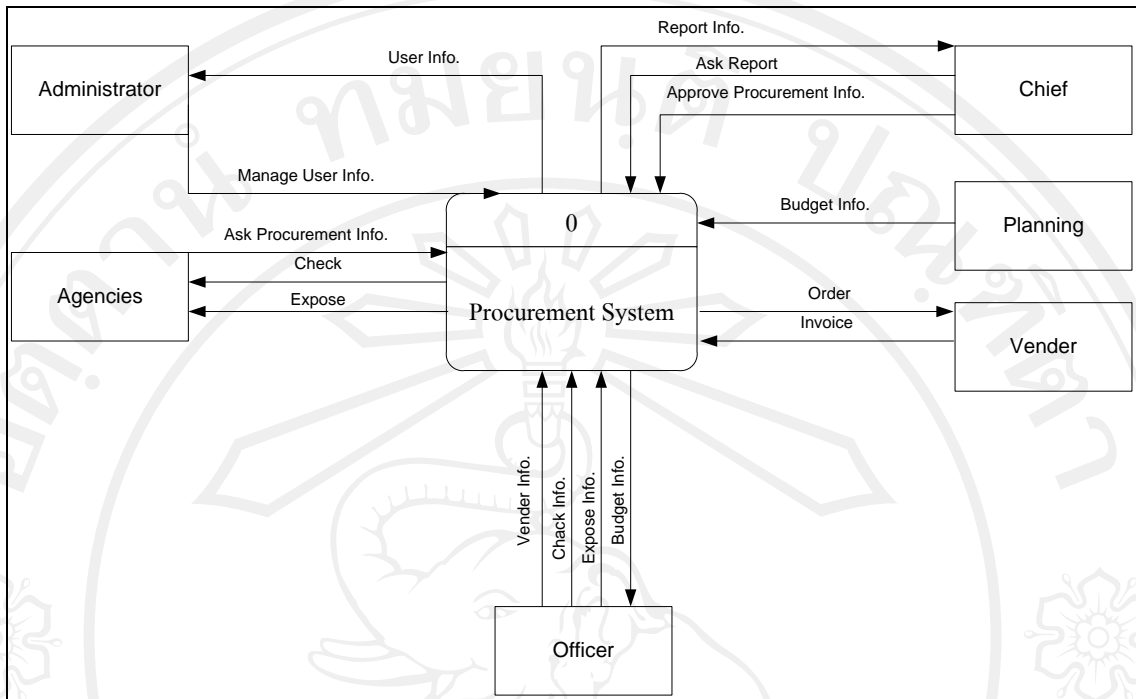 Report Info.
User Info.
Ask Report
Administrator
Chief
Approve Procurement Info.
Manage User Info.
0
Budget Info.
Planning
Ask Procurement Info.
Check
Agencies
Expose
Procurement System
Order
Invoice
Vender
Vender Info.
Chack Info.
Expose Info.
Budget Info.
Officer